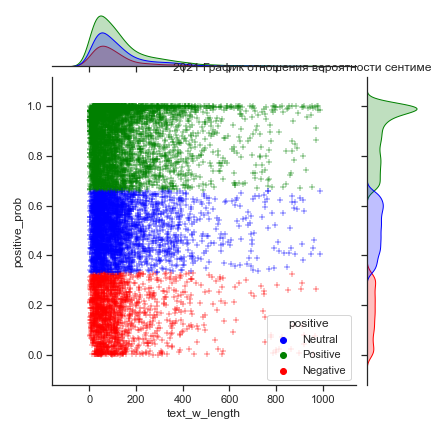 2021 График отношения вероятности сентиме
1.0
0.8
0.6
0.4
0.2
0.0
positive_prob
0 200 400 600 800 1000
text_w_length
positive
Neutral
Positive
Negative